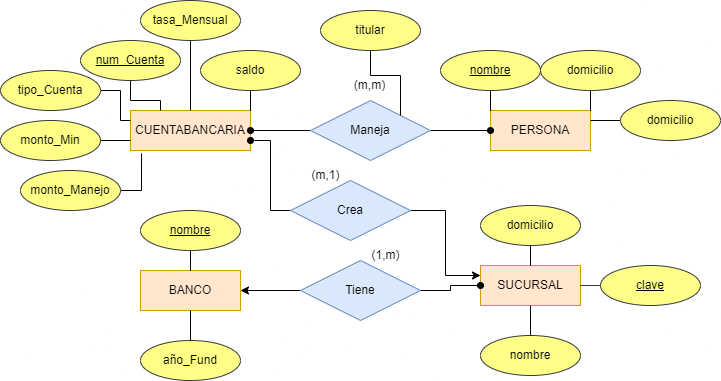 tasa_Mensual
titular
num_Cuenta
saldo
nombre
domicilio
tipo_Cuenta
(m,m)
domicilio
CUENTABANCARIA
Maneja
PERSONA
monto_Min
(m,1)
monto_Manejo
Crea
nombre
domicilio
(1,m)
BANCO
Tiene
SUCURSAL
clave
año_Fund
nombre